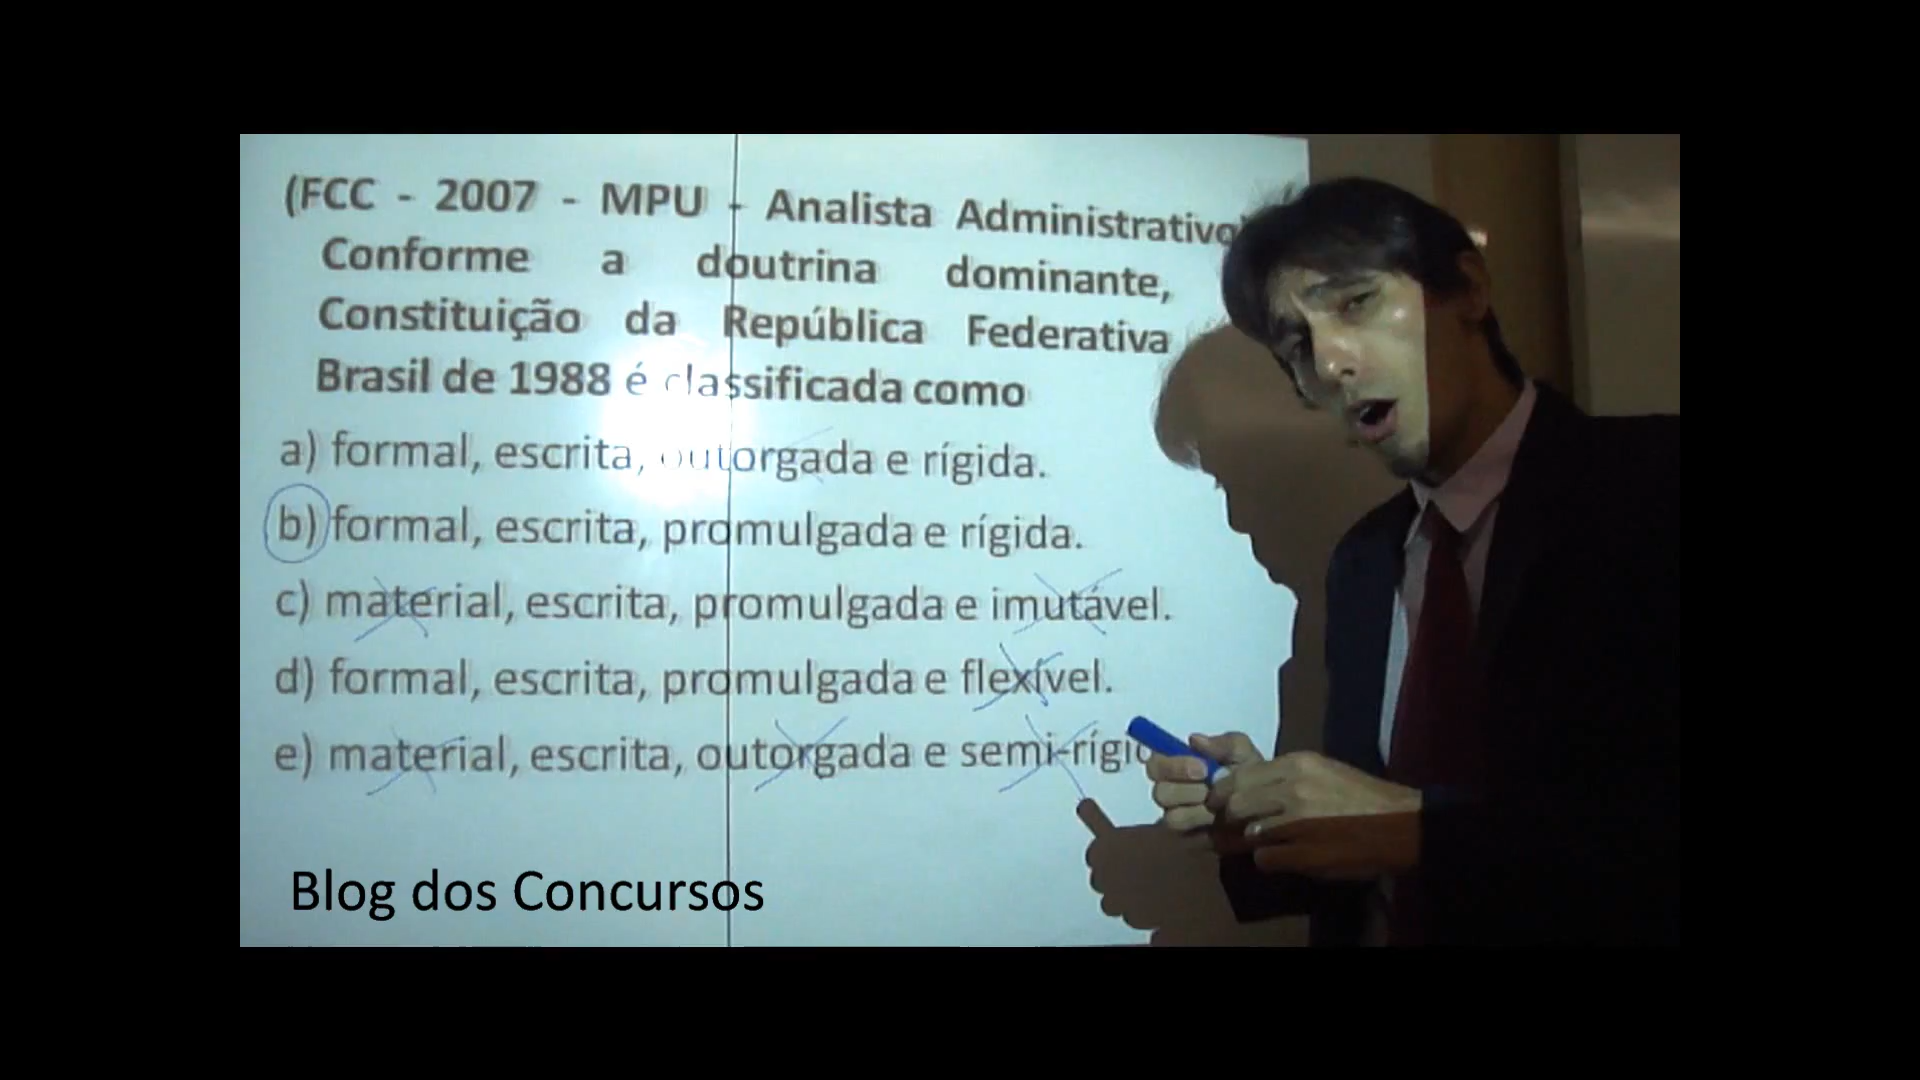 (FCC - 2007 - MPU - Analista Administrativo
Conforme a doutrina dominante,
Constituição da República Federativa
Brasil de 1988 é classificada como
a) formal, escrita, outorgada e rígida.
b) formal, escrita, promulgada e rígida.
c) material, escrita, promulgada e imutável.
d) formal, escrita, promulgada e flexível.
e) material, escrita, outorgada e
Blog dos Concursos